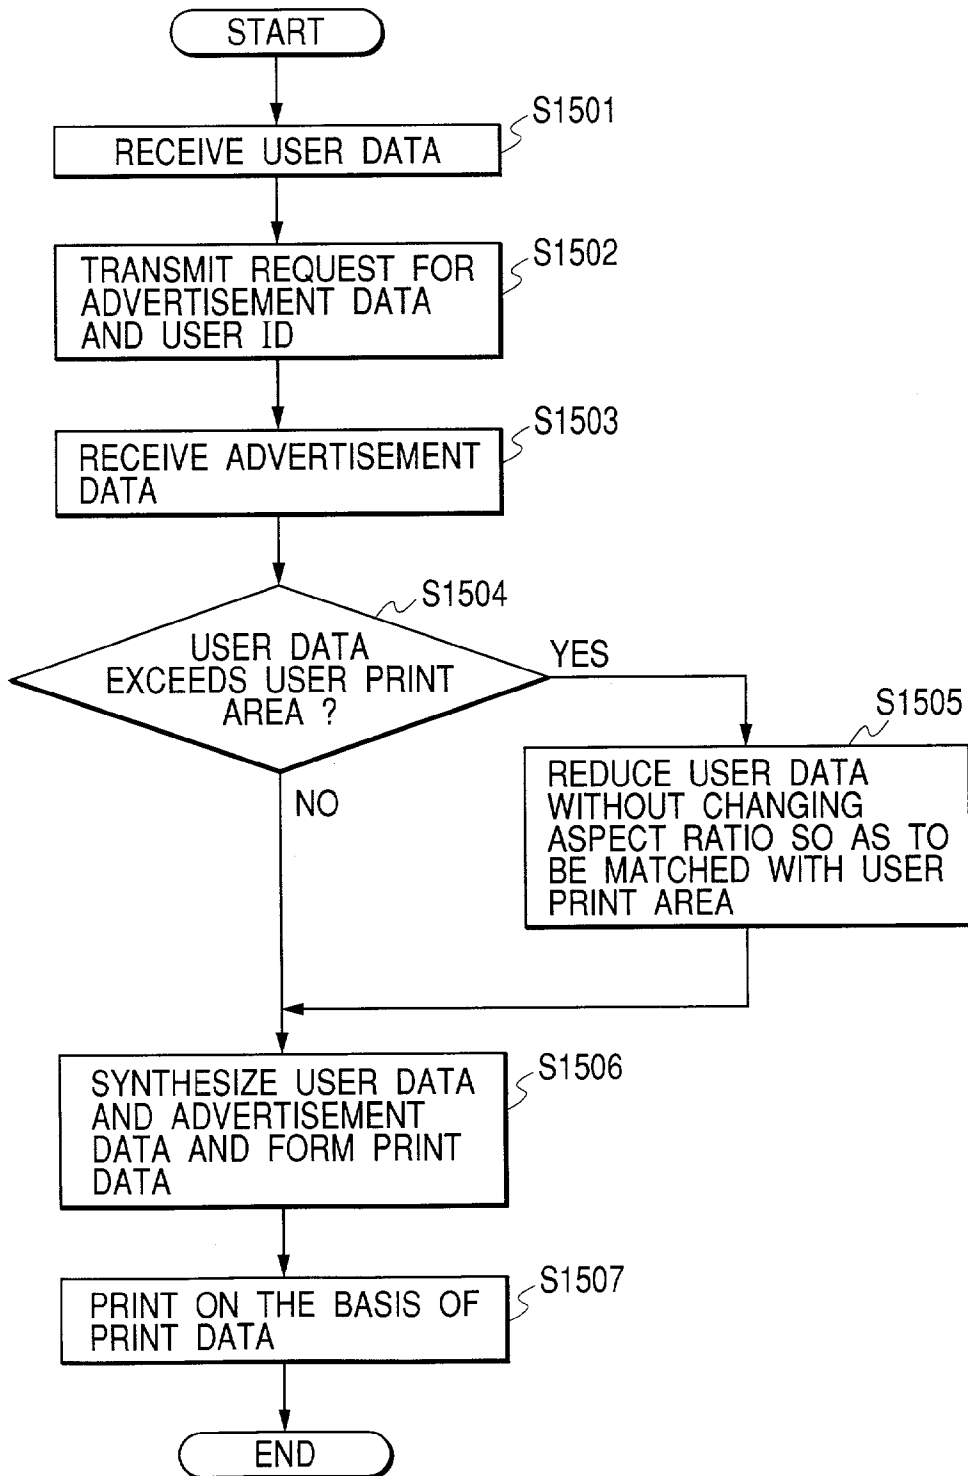 START
S1501
RECEIVE USER DATA
S1502
TRANSMIT REQUEST FOR
ADVERTISEMENT DATA
AND USER ID
S1503
RECEIVE ADVERTISEMENT
DATA
S1504
USER DATA
EXCEEDS USER PRINT
AREA ?
YES
NO
S1505
REDUCE USER DATA
WITHOUT CHANGING
ASPECT RATIO SO AS TO
BE MATCHED WITH USER
PRINT AREA
S1506
SYNTHESIZE USER DATA
AND ADVERTISEMENT
DATA AND FORM PRINT
DATA
S1507
PRINT ON THE BASIS OF
PRINT DATA
END